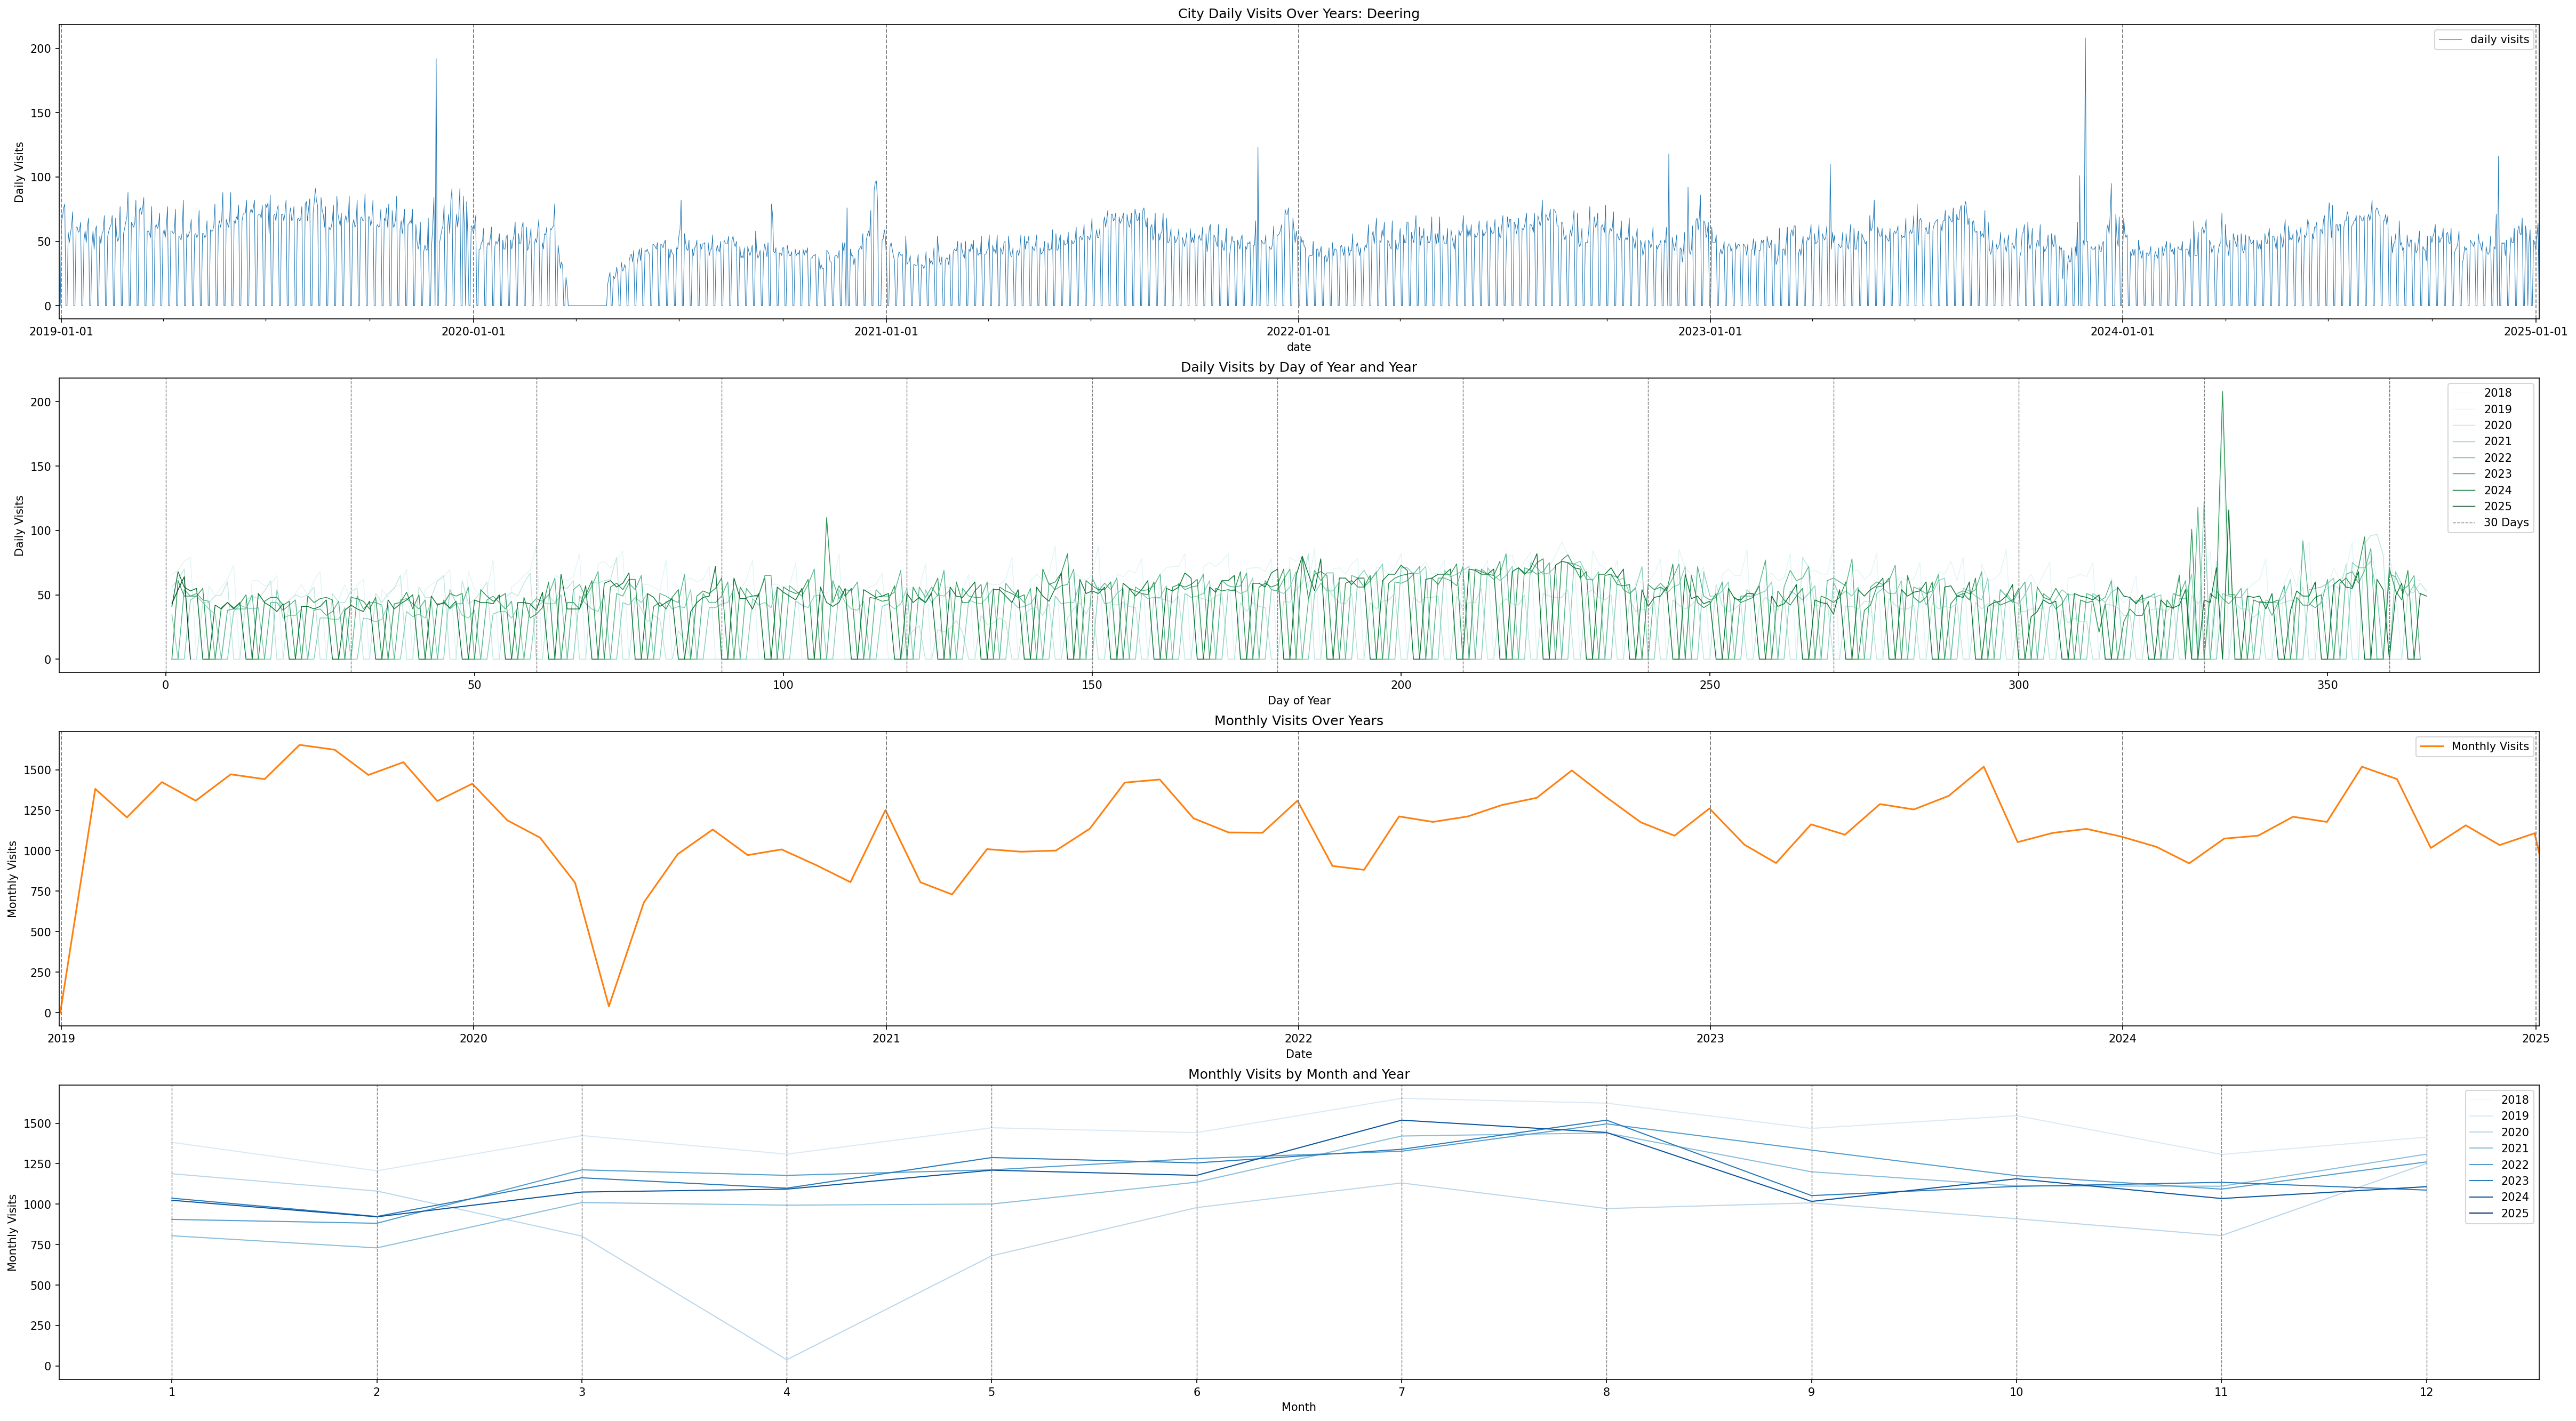 City Daily Visits Over Years: Deering
Daily Visits
200
150
100
50
0
daily visits
2019-01-01 2020-01-01 2021-01-01 2022-01-01 2023-01-01 2024-01-01 2025-01-01
date
Daily Visits by Day of Year and Year
Daily Visits
200
150
100
50
0
2018
2019
2020
2021
2022
2023
2024
2025
30 Days
0 50 100 150 200 250 300 350
Day of Year
Monthly Visits Over Years
Monthly Visits
1500
1250
1000
750
500
250
0
Monthly Visits
2019 2020 2021 2022 2023 2024 2025
Date
Monthly Visits by Month and Year
Monthly Visits
1500
1250
1000
750
500
250
0
2018
2019
2020
2021
2022
2023
2024
2025
1 2 3 4 5 6 7 8 9 10 11 12
Month